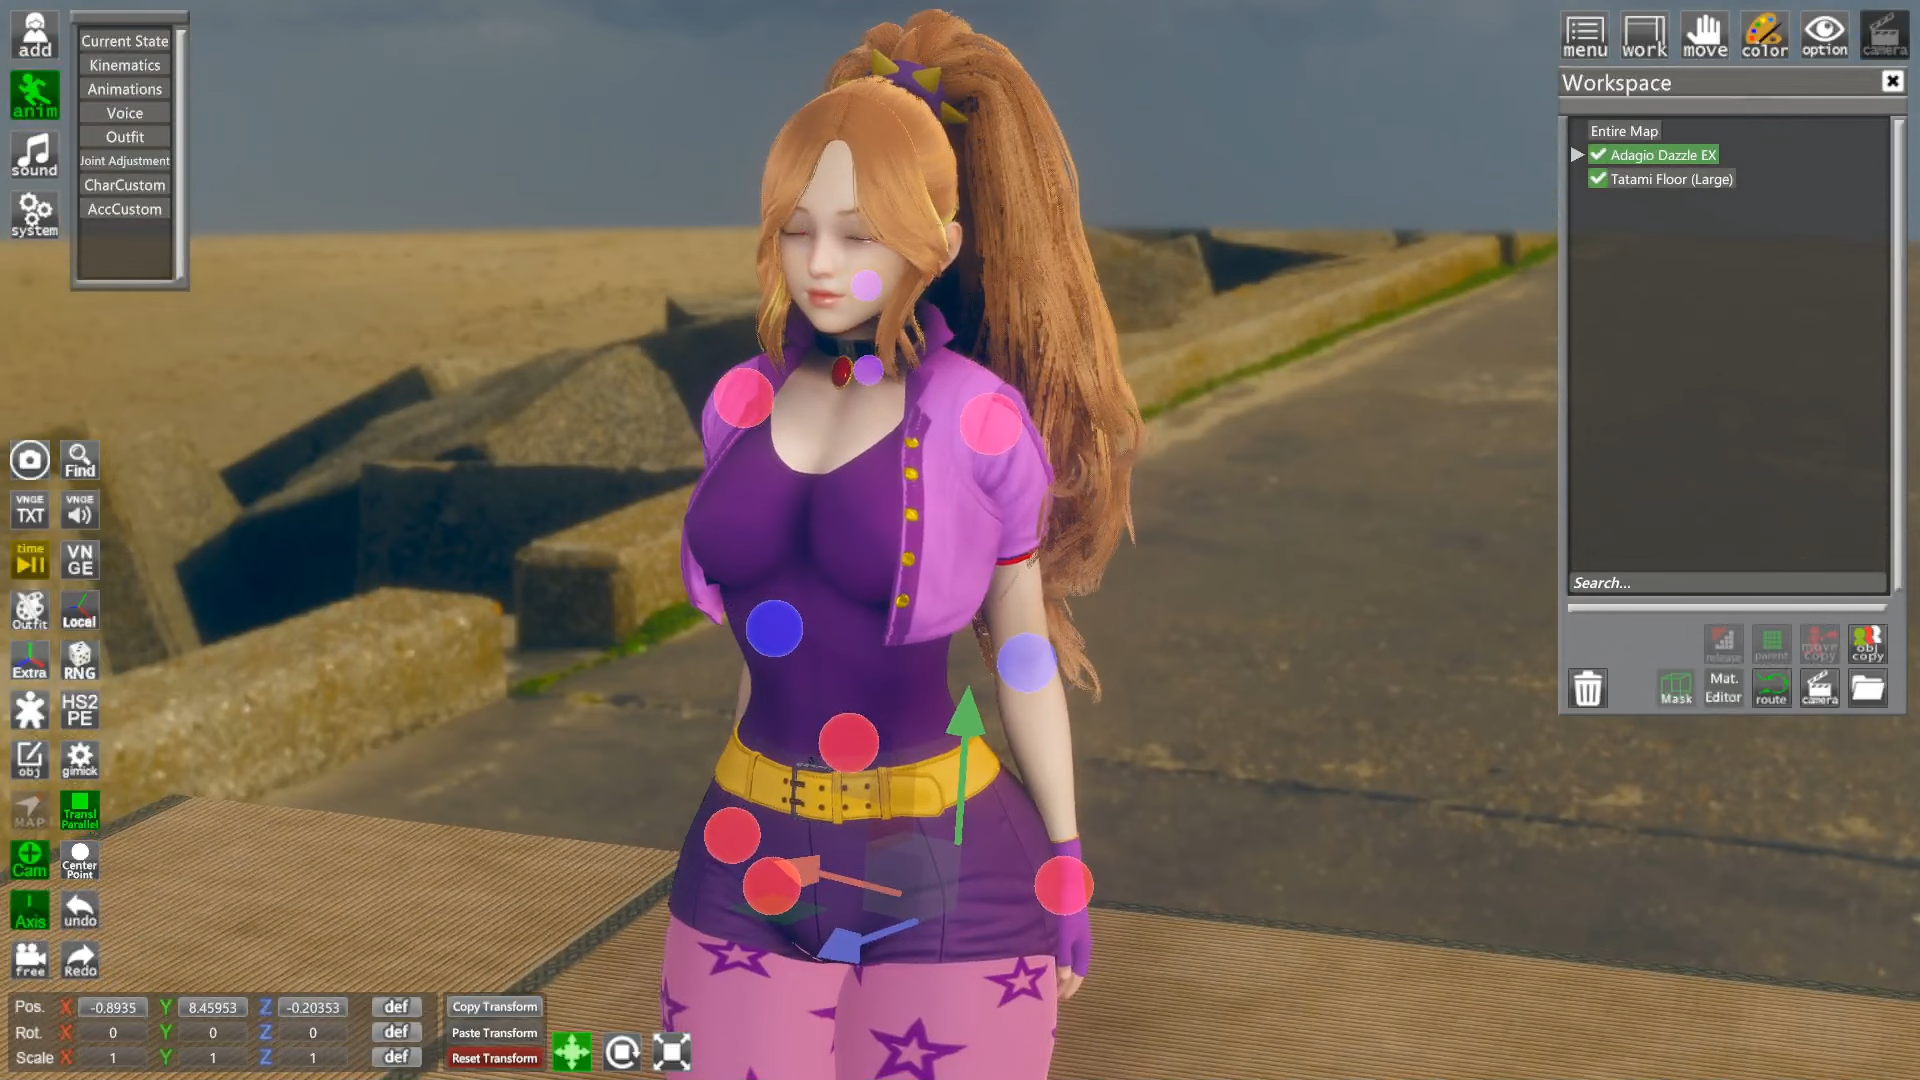 add
anim
sound
system
Current State
Kinematics
Animations
Voice
Outfit
Joint Adjustment
CharCustom
AccCustom
menu
work
move
color
option
camera
Workspace
Entire Map
Adagio Dazzle EX
Tatami Floor (Large)
Search...
release
parent
move copy
obj copy
Mask
Mat. Editor
route
camera
Find
VNGE TXT
VNGE
time
VN GE
Outfit
Local
Extra
RNG
HS2 PE
obj
gimick
MAP
Transl Parallel
Cam
Center Point
Axis
undo
free
Redo
Pos. X -0.8935 Y 8.45953 Z -0.20353 def
Rot. X 0 Y 0 Z 0 def
Scale X 1 Y 1 Z 1 def
Copy Transform
Paste Transform
Reset Transform